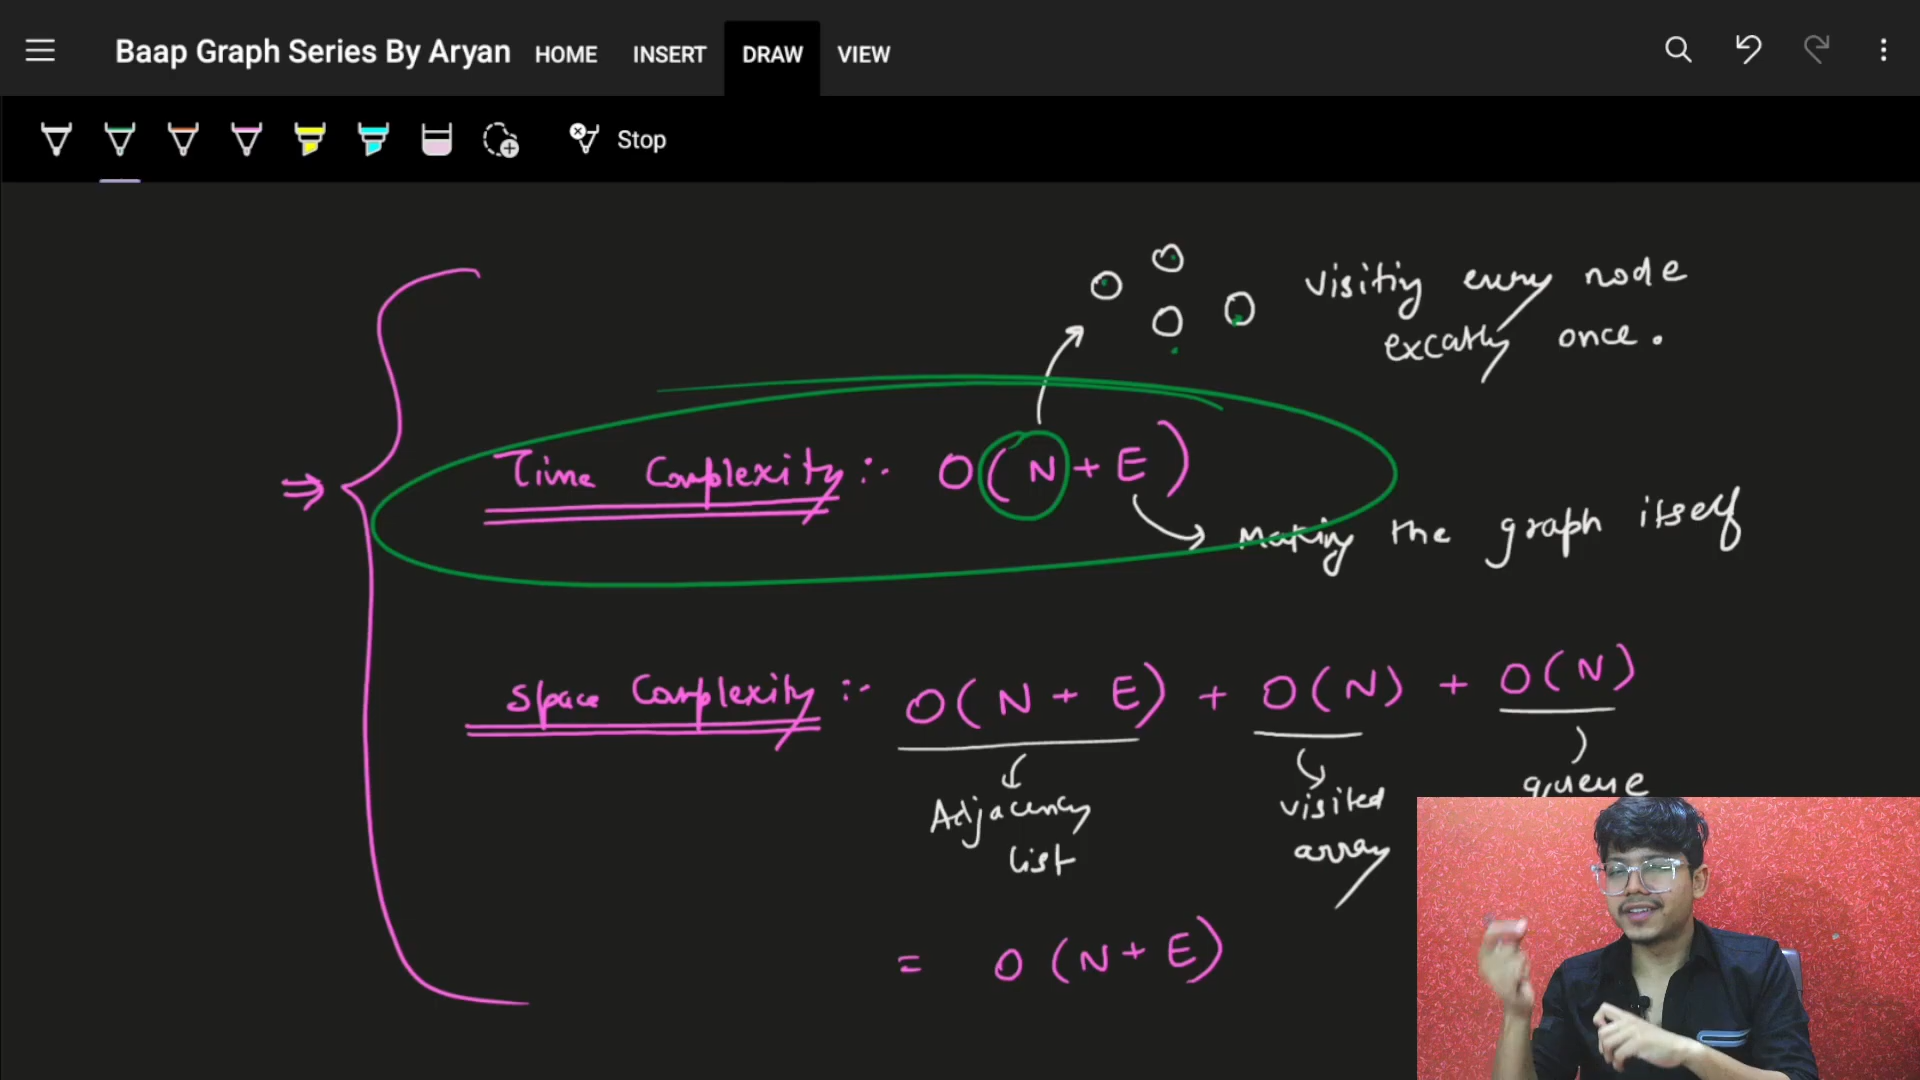 Baap Graph Series By Aryan HOME INSERT DRAW VIEW
Stop
visiting every node
excatly once.
Time Complexity :- O(N+E)
Making the graph itself
Space Complexity :- O(N+E) + O(N) + O(N)
Adjacency list
visited array
queue
= O(N+E)